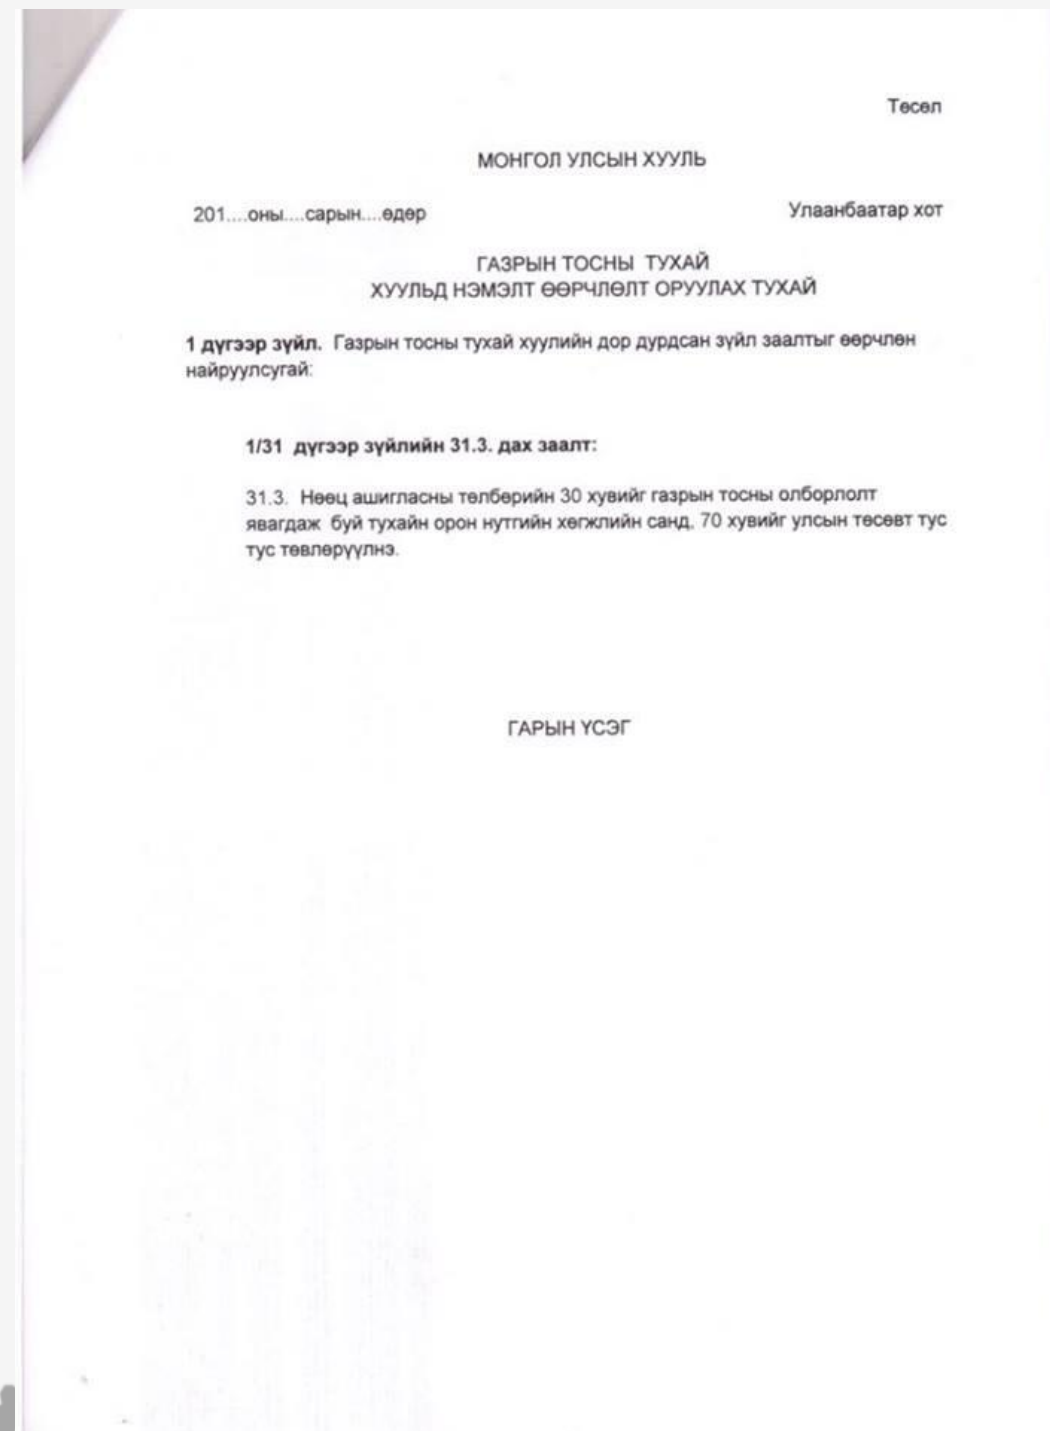 Төсөл
МОНГОЛ УЛСЫН ХУУЛЬ
201....оны....сарын....өдөр Улаанбаатар хот
ГАЗРЫН ТОСНЫ ТУХАЙ
ХУУЛЬД НЭМЭЛТ ӨӨРЧЛӨЛТ ОРУУЛАХ ТУХАЙ
1 дүгээр зүйл. Газрын тосны тухай хуулийн дор дурдсан зүйл заалтыг өөрчлөн
найруулсугай:
1/31 дүгээр зүйлийн 31.3. дах заалт:
31.3. Нөөц ашигласны төлбөрийн 30 хувийг газрын тосны олборлолт
явагдаж буй тухайн орон нутгийн хөгжлийн санд, 70 хувийг улсын төсөвт тус
тус төвлөрүүлнэ.
ГАРЫН ҮСЭГ